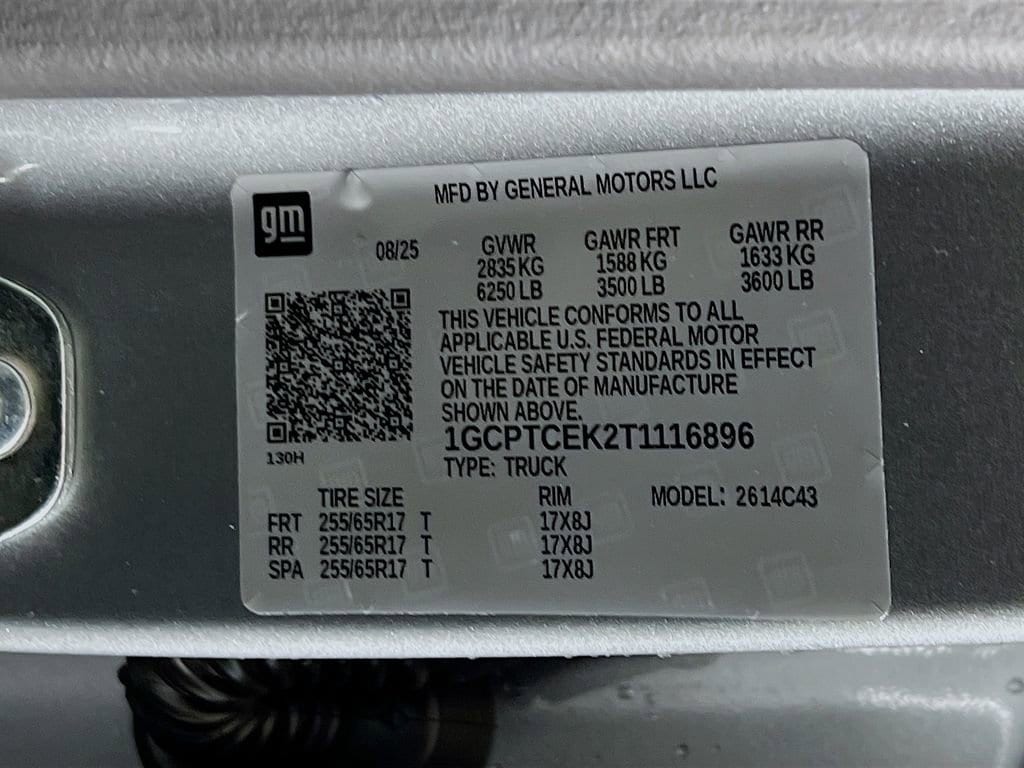 gm
MFD BY GENERAL MOTORS LLC
08/25 GVWR GAWR FRT GAWR RR
2835 KG 1588 KG 1633 KG
6250 LB 3500 LB 3600 LB
THIS VEHICLE CONFORMS TO ALL
APPLICABLE U.S. FEDERAL MOTOR
VEHICLE SAFETY STANDARDS IN EFFECT
ON THE DATE OF MANUFACTURE
SHOWN ABOVE.
1GCPTCEK2T1116896
130H
TYPE: TRUCK
TIRE SIZE RIM MODEL: 2614C43
FRT 255/65R17 T 17X8J
RR 255/65R17 T 17X8J
SPA 255/65R17 T 17X8J